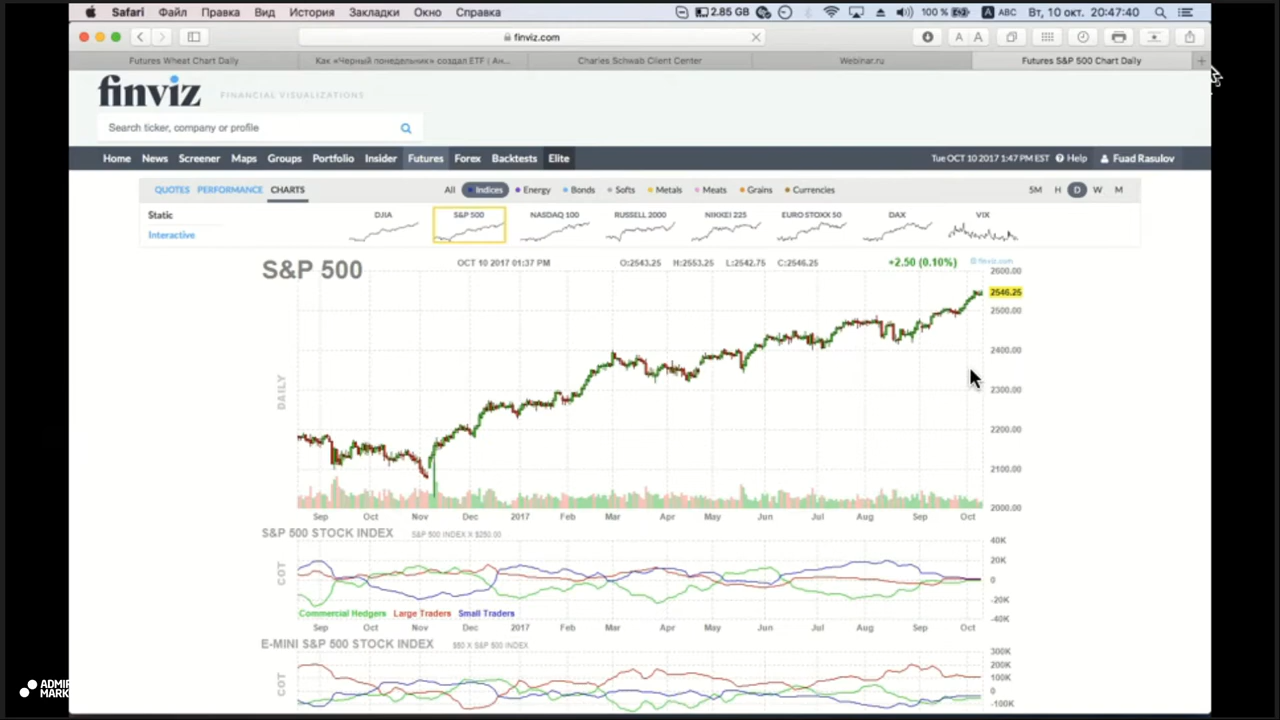 Safari Файл Правка Вид История Закладки Окно Справка 2.85 GB 100 % ABC Вт, 10 окт. 20:47:40
finviz.com
A A
Futures Wheat Chart Daily Как «Черный понедельник» создал ETF | Ан... Charles Schwab Client Center Webinar.ru Futures S&P 500 Chart Daily
finviz FINANCIAL VISUALIZATIONS
Search ticker, company or profile
Home News Screener Maps Groups Portfolio Insider Futures Forex Backtests Elite Tue OCT 10 2017 1:47 PM EST Help Fuad Rasulov
QUOTES PERFORMANCE CHARTS All Indices Energy Bonds Softs Metals Meats Grains Currencies 5M H D W M
Static DJIA S&P 500 NASDAQ 100 RUSSELL 2000 NIKKEI 225 EURO STOXX 50 DAX VIX
Interactive
S&P 500 OCT 10 2017 01:37 PM O:2543.25 H:2553.25 L:2542.75 C:2546.25 +2.50 (0.10%) © finviz.com
2600.00
2546.25
2500.00
2400.00
2300.00
2200.00
2100.00
2000.00
DAILY
Sep Oct Nov Dec 2017 Feb Mar Apr May Jun Jul Aug Sep Oct
S&P 500 STOCK INDEX S&P 500 INDEX X $250.00
40K
20K
0
-20K
-40K
COT
Commercial Hedgers Large Traders Small Traders
Sep Oct Nov Dec 2017 Feb Mar Apr May Jun Jul Aug Sep Oct
E-MINI S&P 500 STOCK INDEX $50 X S&P 500 INDEX
300K
200K
100K
0
-100K
COT
ADMIR
MARK